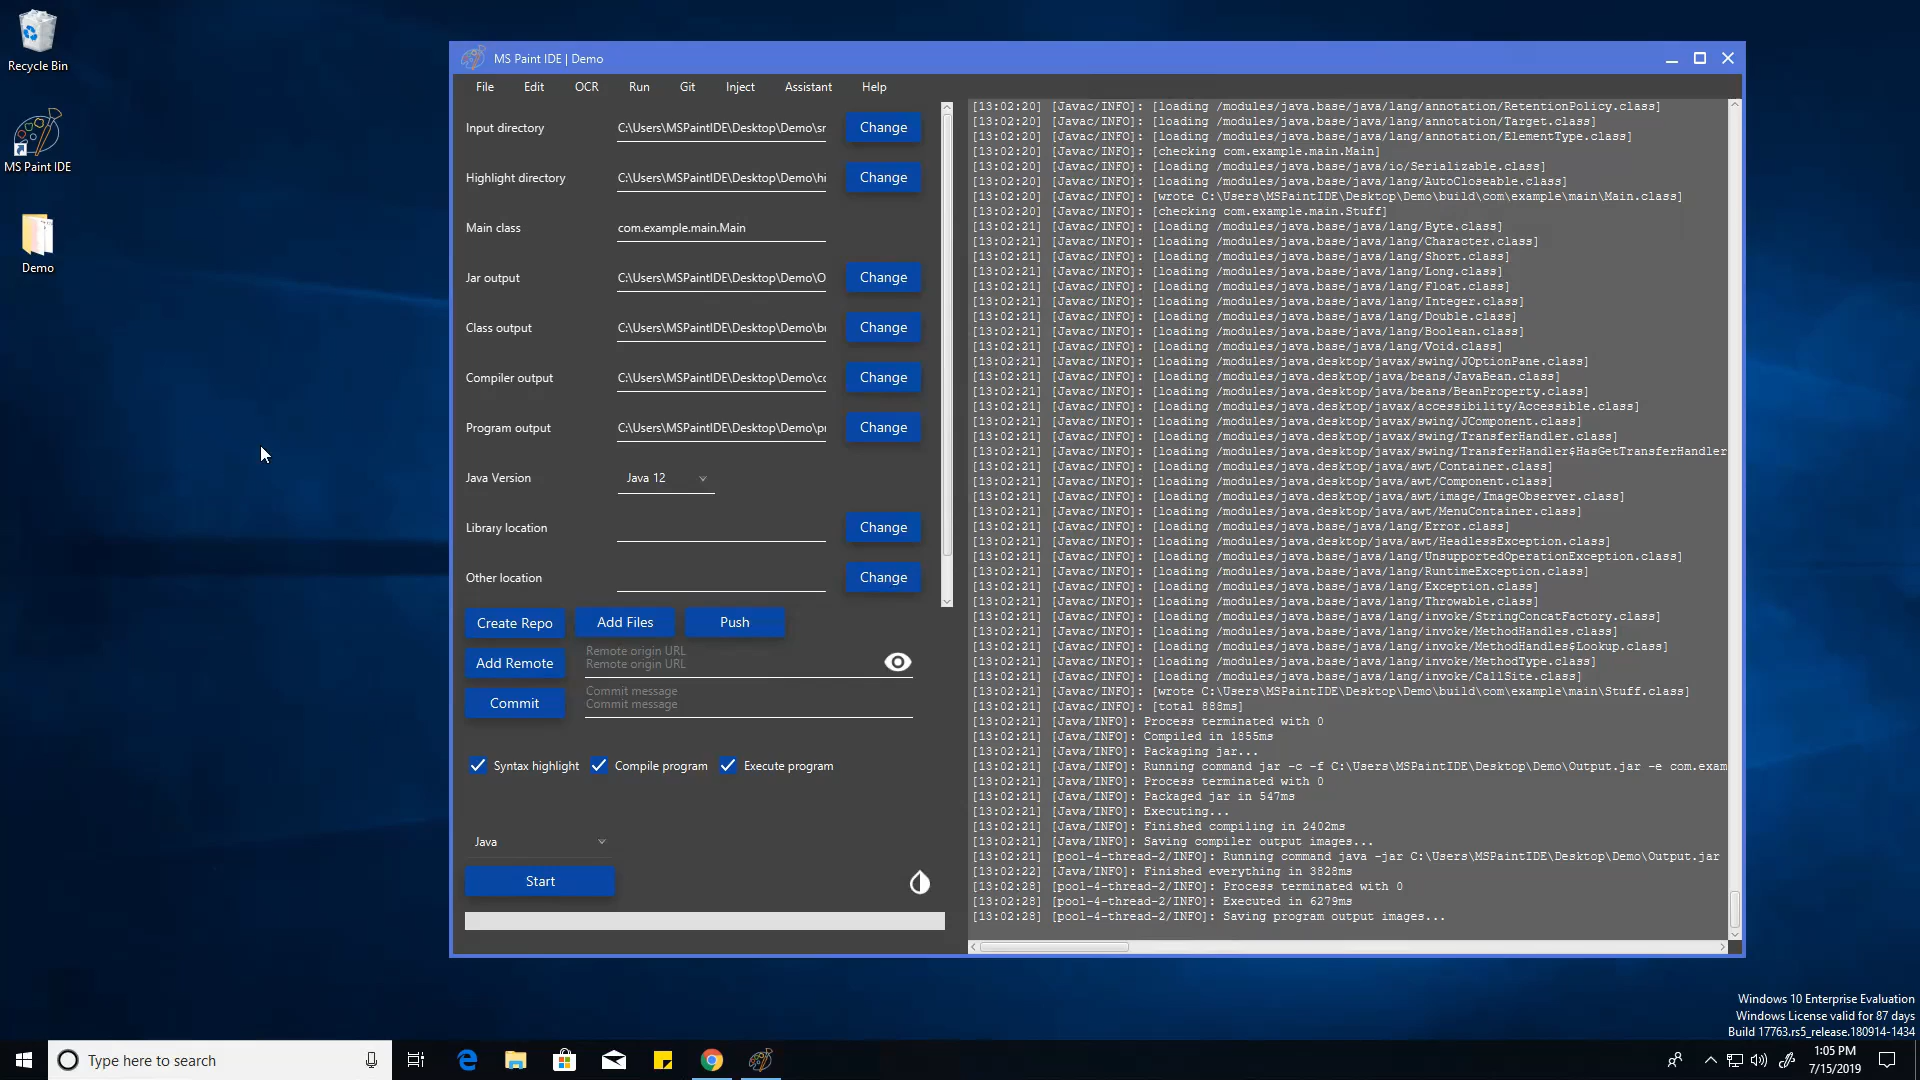 Recycle Bin
MS Paint IDE
Demo
MS Paint IDE | Demo
File Edit OCR Run Git Inject Assistant Help
Input directory C:\Users\MSPaintIDE\Desktop\Demo\sr Change
Highlight directory C:\Users\MSPaintIDE\Desktop\Demo\hi Change
Main class com.example.main.Main
Jar output C:\Users\MSPaintIDE\Desktop\Demo\O Change
Class output C:\Users\MSPaintIDE\Desktop\Demo\bu Change
Compiler output C:\Users\MSPaintIDE\Desktop\Demo\co Change
Program output C:\Users\MSPaintIDE\Desktop\Demo\pr Change
Java Version Java 12
Library location Change
Other location Change
Create Repo Add Files Push
Add Remote
Remote origin URL
Remote origin URL
Commit
Commit message
Commit message
Syntax highlight Compile program Execute program
Java
Start
[13:02:20] [Javac/INFO]: [loading /modules/java.base/java/lang/annotation/RetentionPolicy.class]
[13:02:20] [Javac/INFO]: [loading /modules/java.base/java/lang/annotation/Target.class]
[13:02:20] [Javac/INFO]: [loading /modules/java.base/java/lang/annotation/ElementType.class]
[13:02:20] [Javac/INFO]: [checking com.example.main.Main]
[13:02:20] [Javac/INFO]: [loading /modules/java.base/java/io/Serializable.class]
[13:02:20] [Javac/INFO]: [loading /modules/java.base/java/lang/AutoCloseable.class]
[13:02:20] [Javac/INFO]: [wrote C:\Users\MSPaintIDE\Desktop\Demo\build\com\example\main\Main.class]
[13:02:20] [Javac/INFO]: [checking com.example.main.Stuff]
[13:02:21] [Javac/INFO]: [loading /modules/java.base/java/lang/Byte.class]
[13:02:21] [Javac/INFO]: [loading /modules/java.base/java/lang/Character.class]
[13:02:21] [Javac/INFO]: [loading /modules/java.base/java/lang/Short.class]
[13:02:21] [Javac/INFO]: [loading /modules/java.base/java/lang/Long.class]
[13:02:21] [Javac/INFO]: [loading /modules/java.base/java/lang/Float.class]
[13:02:21] [Javac/INFO]: [loading /modules/java.base/java/lang/Integer.class]
[13:02:21] [Javac/INFO]: [loading /modules/java.base/java/lang/Double.class]
[13:02:21] [Javac/INFO]: [loading /modules/java.base/java/lang/Boolean.class]
[13:02:21] [Javac/INFO]: [loading /modules/java.base/java/lang/Void.class]
[13:02:21] [Javac/INFO]: [loading /modules/java.desktop/javax/swing/JOptionPane.class]
[13:02:21] [Javac/INFO]: [loading /modules/java.desktop/java/beans/JavaBean.class]
[13:02:21] [Javac/INFO]: [loading /modules/java.desktop/java/beans/BeanProperty.class]
[13:02:21] [Javac/INFO]: [loading /modules/java.desktop/javax/accessibility/Accessible.class]
[13:02:21] [Javac/INFO]: [loading /modules/java.desktop/javax/swing/JComponent.class]
[13:02:21] [Javac/INFO]: [loading /modules/java.desktop/javax/swing/TransferHandler.class]
[13:02:21] [Javac/INFO]: [loading /modules/java.desktop/javax/swing/TransferHandler$HasGetTransferHandler
[13:02:21] [Javac/INFO]: [loading /modules/java.desktop/java/awt/Container.class]
[13:02:21] [Javac/INFO]: [loading /modules/java.desktop/java/awt/Component.class]
[13:02:21] [Javac/INFO]: [loading /modules/java.desktop/java/awt/image/ImageObserver.class]
[13:02:21] [Javac/INFO]: [loading /modules/java.desktop/java/awt/MenuContainer.class]
[13:02:21] [Javac/INFO]: [loading /modules/java.base/java/lang/Error.class]
[13:02:21] [Javac/INFO]: [loading /modules/java.desktop/java/awt/HeadlessException.class]
[13:02:21] [Javac/INFO]: [loading /modules/java.base/java/lang/UnsupportedOperationException.class]
[13:02:21] [Javac/INFO]: [loading /modules/java.base/java/lang/RuntimeException.class]
[13:02:21] [Javac/INFO]: [loading /modules/java.base/java/lang/Exception.class]
[13:02:21] [Javac/INFO]: [loading /modules/java.base/java/lang/Throwable.class]
[13:02:21] [Javac/INFO]: [loading /modules/java.base/java/lang/invoke/StringConcatFactory.class]
[13:02:21] [Javac/INFO]: [loading /modules/java.base/java/lang/invoke/MethodHandles.class]
[13:02:21] [Javac/INFO]: [loading /modules/java.base/java/lang/invoke/MethodHandles$Lookup.class]
[13:02:21] [Javac/INFO]: [loading /modules/java.base/java/lang/invoke/MethodType.class]
[13:02:21] [Javac/INFO]: [loading /modules/java.base/java/lang/invoke/CallSite.class]
[13:02:21] [Javac/INFO]: [wrote C:\Users\MSPaintIDE\Desktop\Demo\build\com\example\main\Stuff.class]
[13:02:21] [Javac/INFO]: [total 888ms]
[13:02:21] [Java/INFO]: Process terminated with 0
[13:02:21] [Java/INFO]: Compiled in 1855ms
[13:02:21] [Java/INFO]: Packaging jar...
[13:02:21] [Java/INFO]: Running command jar -c -f C:\Users\MSPaintIDE\Desktop\Demo\Output.jar -e com.exam
[13:02:21] [Java/INFO]: Process terminated with 0
[13:02:21] [Java/INFO]: Packaged jar in 547ms
[13:02:21] [Java/INFO]: Executing...
[13:02:21] [Java/INFO]: Finished compiling in 2402ms
[13:02:21] [Java/INFO]: Saving compiler output images...
[13:02:21] [pool-4-thread-2/INFO]: Running command java -jar C:\Users\MSPaintIDE\Desktop\Demo\Output.jar
[13:02:22] [Java/INFO]: Finished everything in 3828ms
[13:02:28] [pool-4-thread-2/INFO]: Process terminated with 0
[13:02:28] [pool-4-thread-2/INFO]: Executed in 6279ms
[13:02:28] [pool-4-thread-2/INFO]: Saving program output images...
Windows 10 Enterprise Evaluation
Windows License valid for 87 days
Build 17763.rs5_release.180914-1434
Type here to search
1:05 PM
7/15/2019